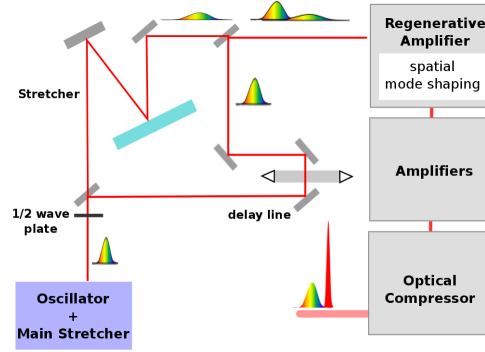 Regenerative
Amplifier
spatial
mode shaping
Stretcher
Amplifiers
1/2 wave
plate
delay line
Optical
Compressor
Oscillator
+
Main Stretcher